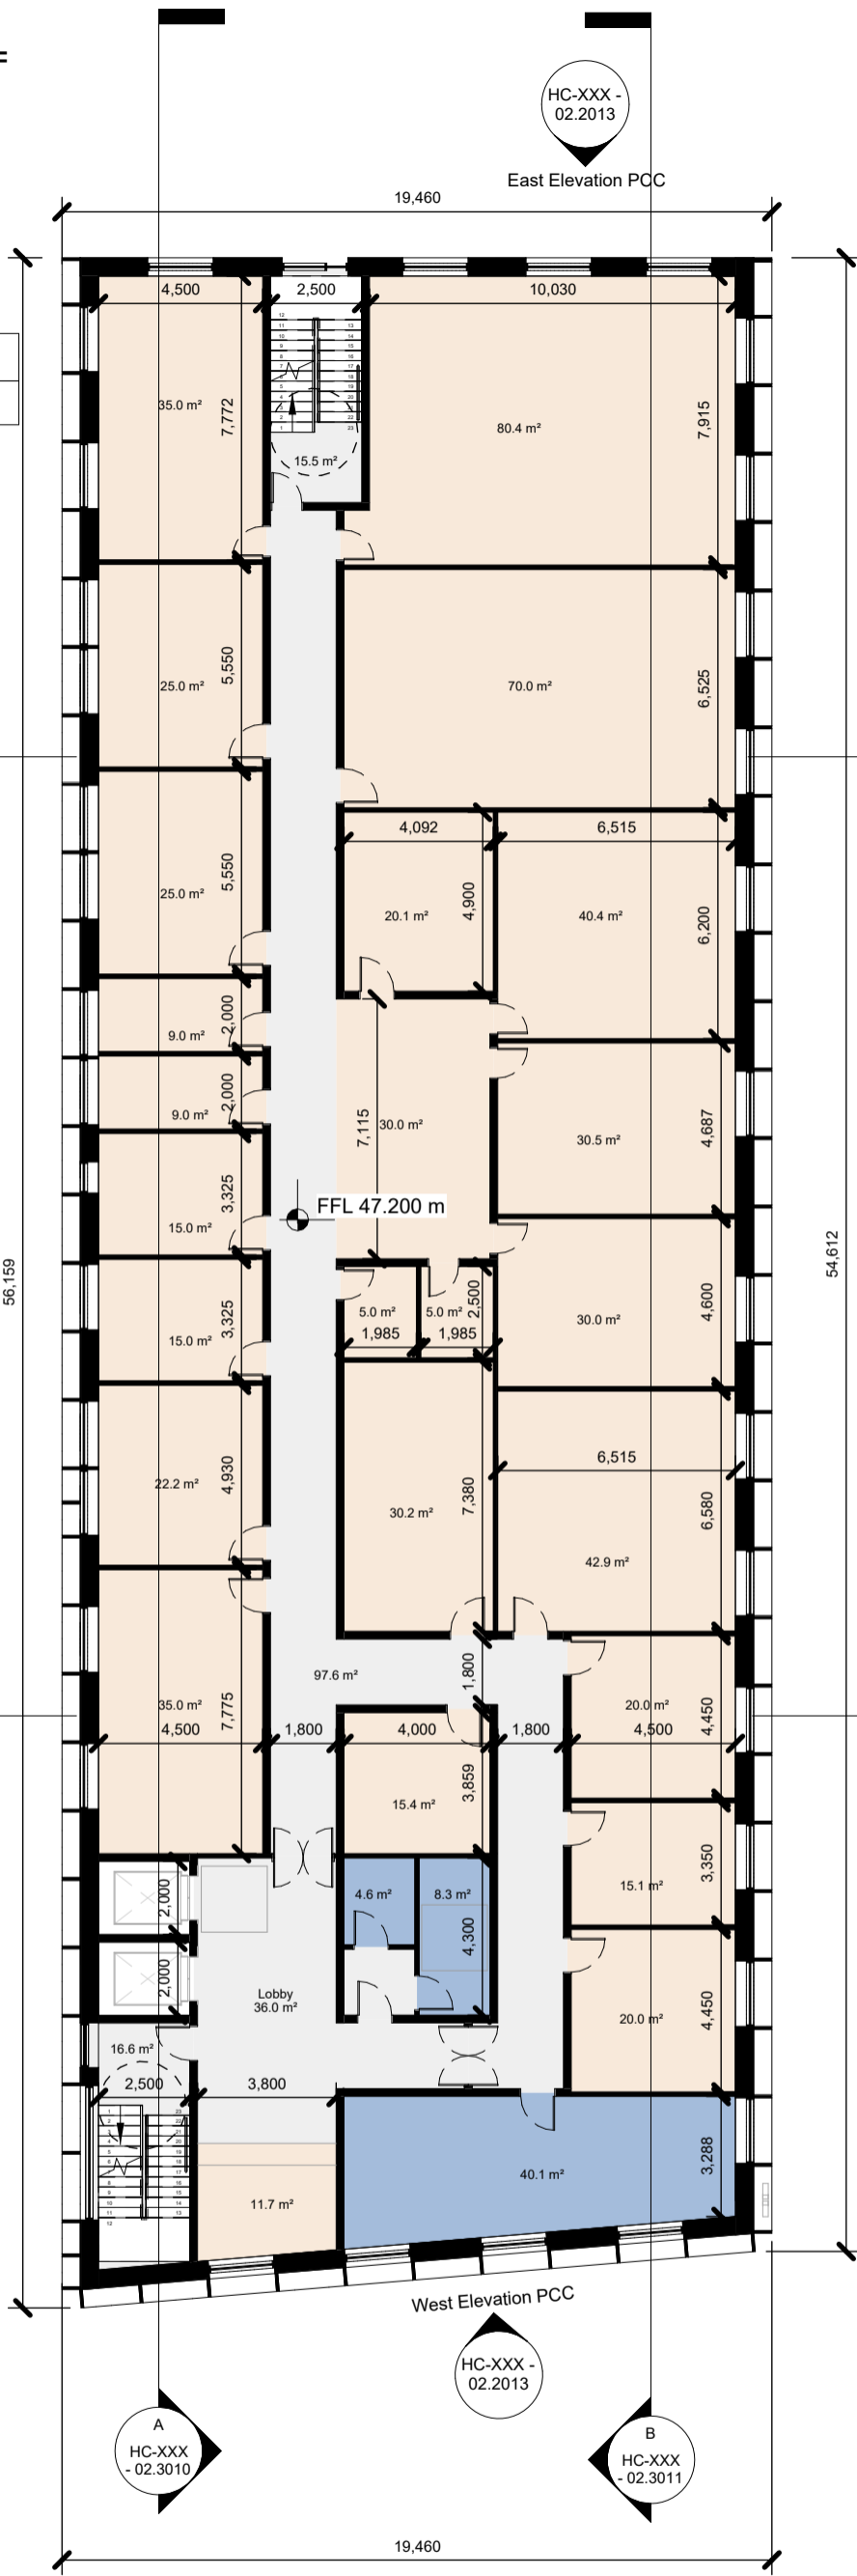 HC-XXX -
02.2013
East Elevation PCC
19,460
4,500
2,500
10,030
35.0 m²
7,772
15.5 m²
80.4 m²
7,915
25.0 m²
5,550
70.0 m²
6,525
25.0 m²
5,550
4,092
6,515
20.1 m²
4,900
40.4 m²
6,200
9.0 m²
2,000
9.0 m²
2,000
7,115
30.0 m²
30.5 m²
4,687
15.0 m²
3,325
FFL 47.200 m
56,159
54,612
15.0 m²
3,325
5.0 m²
5.0 m²
2,500
1,985
1,985
30.0 m²
4,600
22.2 m²
4,930
30.2 m²
7,380
6,515
6,580
42.9 m²
97.6 m²
1,800
35.0 m²
7,775
20.0 m²
4,450
4,500
1,800
4,000
1,800
4,500
15.4 m²
3,859
15.1 m²
3,350
2,000
4.6 m²
8.3 m²
4,300
2,000
Lobby
36.0 m²
20.0 m²
4,450
16.6 m²
2,500
3,800
11.7 m²
40.1 m²
3,288
West Elevation PCC
HC-XXX -
02.2013
A
HC-XXX
- 02.3010
B
HC-XXX
- 02.3011
19,460